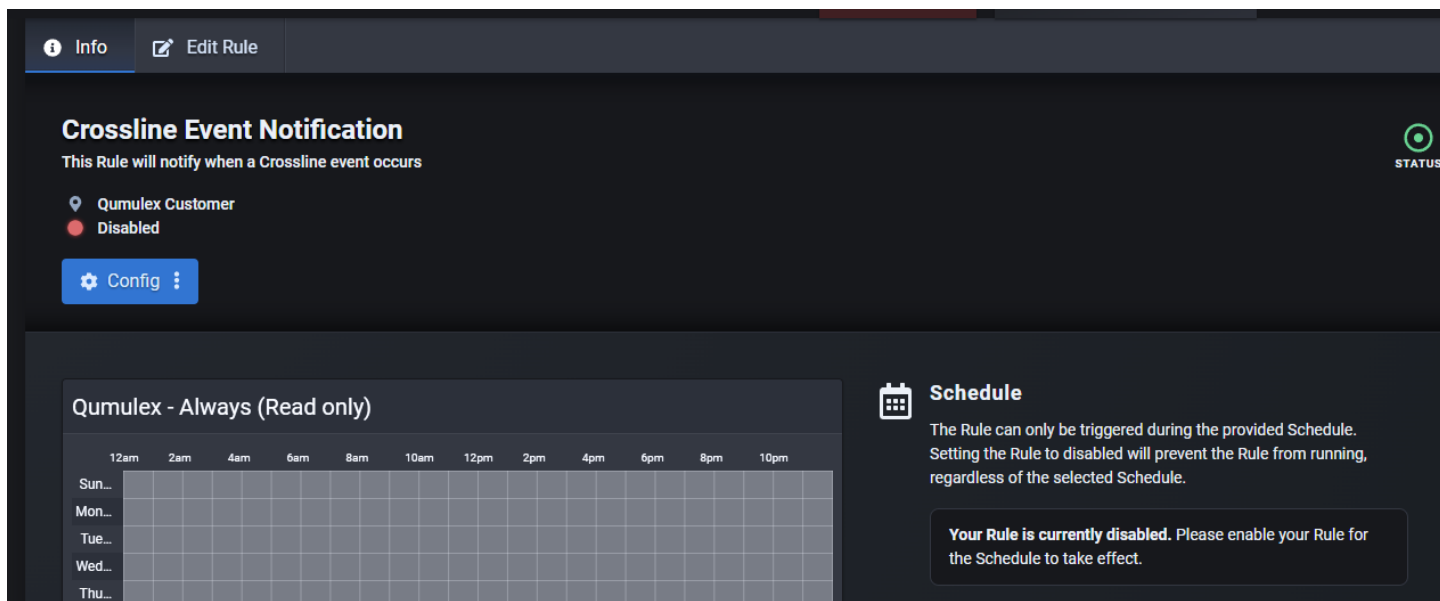 Info
Edit Rule
Crossline Event Notification
This Rule will notify when a Crossline event occurs
STATUS
Qumulex Customer
Disabled
Config
Qumulex - Always (Read only)
12am 2am 4am 6am 8am 10am 12pm 2pm 4pm 6pm 8pm 10pm
Sun...
Mon...
Tue...
Wed...
Thu...
Schedule
The Rule can only be triggered during the provided Schedule.
Setting the Rule to disabled will prevent the Rule from running,
regardless of the selected Schedule.
Your Rule is currently disabled. Please enable your Rule for
the Schedule to take effect.